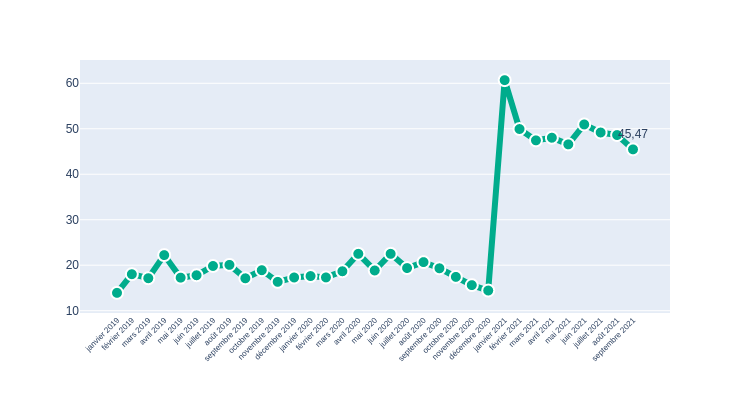 60
50
40
30
20
10
45,47
janvier 2019
février 2019
mars 2019
avril 2019
mai 2019
juin 2019
juillet 2019
août 2019
septembre 2019
octobre 2019
novembre 2019
décembre 2019
janvier 2020
février 2020
mars 2020
avril 2020
mai 2020
juin 2020
juillet 2020
août 2020
septembre 2020
octobre 2020
novembre 2020
décembre 2020
janvier 2021
février 2021
mars 2021
avril 2021
mai 2021
juin 2021
juillet 2021
août 2021
septembre 2021